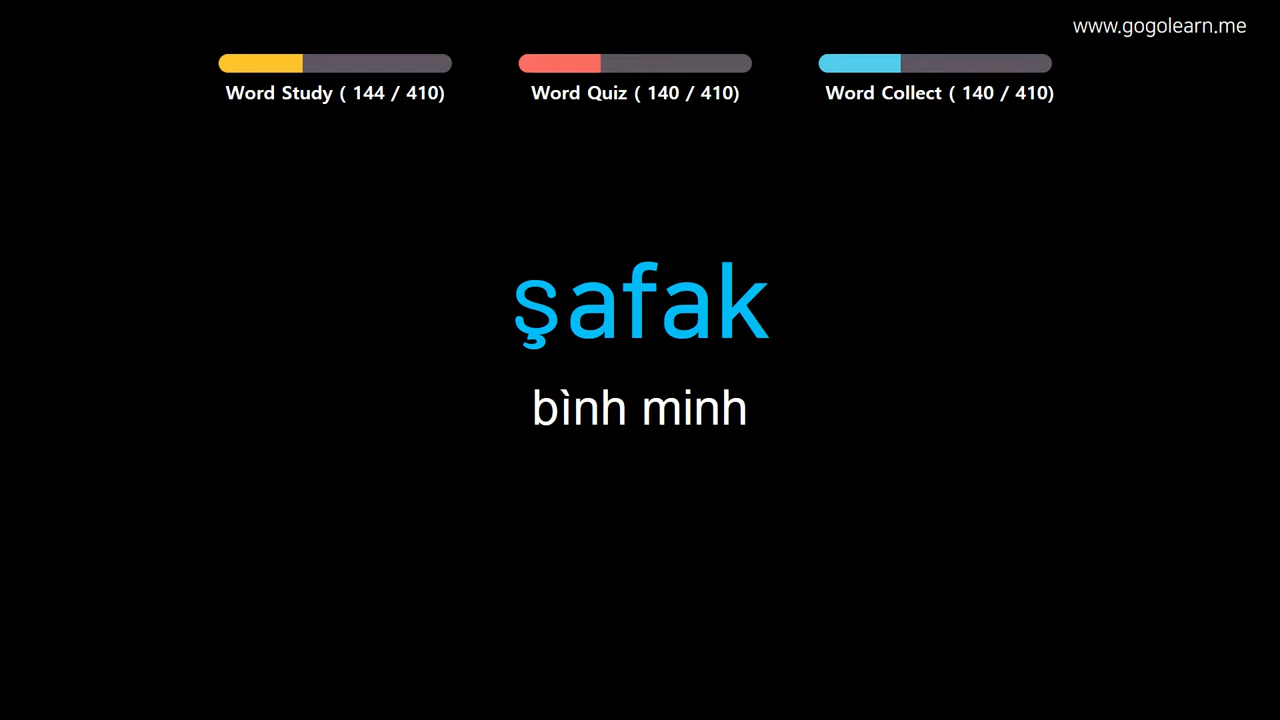 www.gogolearn.me
Word Study ( 144 / 410)
Word Quiz ( 140 / 410)
Word Collect ( 140 / 410)
şafak
bình minh